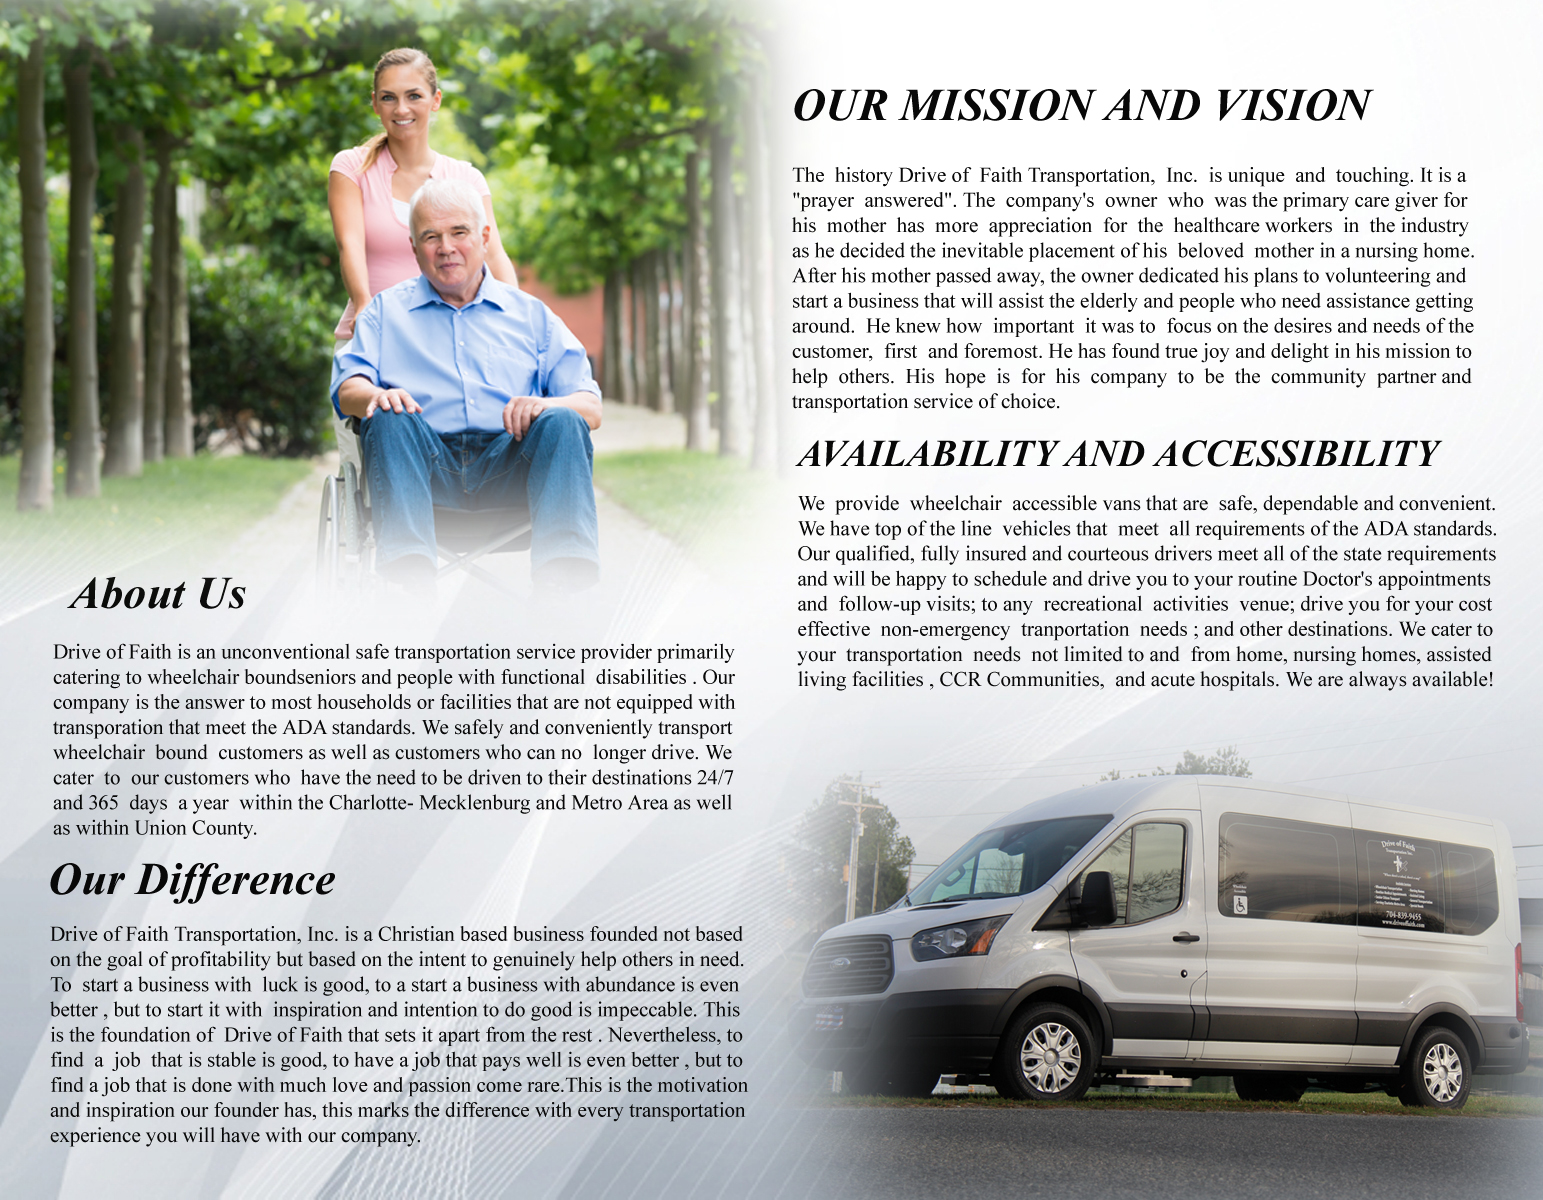 OUR MISSION AND VISION
The history Drive of Faith Transportation, Inc. is unique and touching. It is a
"prayer answered". The company's owner who was the primary care giver for
his mother has more appreciation for the healthcare workers in the industry
as he decided the inevitable placement of his beloved mother in a nursing home.
After his mother passed away, the owner dedicated his plans to volunteering and
start a business that will assist the elderly and people who need assistance getting
around. He knew how important it was to focus on the desires and needs of the
customer, first and foremost. He has found true joy and delight in his mission to
help others. His hope is for his company to be the community partner and
transportation service of choice.
AVAILABILITY AND ACCESSIBILITY
We provide wheelchair accessible vans that are safe, dependable and convenient.
We have top of the line vehicles that meet all requirements of the ADA standards.
Our qualified, fully insured and courteous drivers meet all of the state requirements
and will be happy to schedule and drive you to your routine Doctor's appointments
and follow-up visits; to any recreational activities venue; drive you for your cost
effective non-emergency tranportation needs ; and other destinations. We cater to
your transportation needs not limited to and from home, nursing homes, assisted
living facilities , CCR Communities, and acute hospitals. We are always available!
About Us
Drive of Faith is an unconventional safe transportation service provider primarily
catering to wheelchair boundseniors and people with functional disabilities . Our
company is the answer to most households or facilities that are not equipped with
transporation that meet the ADA standards. We safely and conveniently transport
wheelchair bound customers as well as customers who can no longer drive. We
cater to our customers who have the need to be driven to their destinations 24/7
and 365 days a year within the Charlotte- Mecklenburg and Metro Area as well
as within Union County.
Our Difference
Drive of Faith Transportation, Inc. is a Christian based business founded not based
on the goal of profitability but based on the intent to genuinely help others in need.
To start a business with luck is good, to a start a business with abundance is even
better , but to start it with inspiration and intention to do good is impeccable. This
is the foundation of Drive of Faith that sets it apart from the rest . Nevertheless, to
find a job that is stable is good, to have a job that pays well is even better , but to
find a job that is done with much love and passion come rare.This is the motivation
and inspiration our founder has, this marks the difference with every transportation
experience you will have with our company.
Drive of Faith
Transportation Inc.
704-839-9455
www.driveoffaith.com